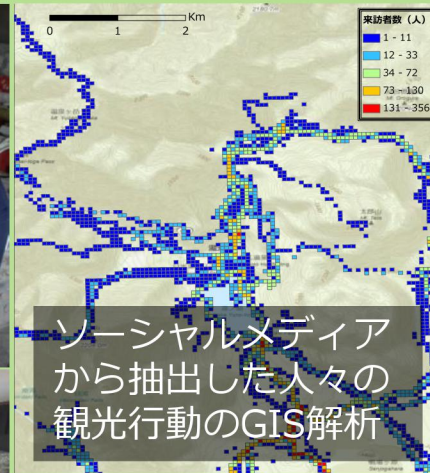 Km
0 1 2
来訪者数（人）
1 - 11
12 - 33
34 - 72
73 - 130
131 - 356
ソーシャルメディア
から抽出した人々の
観光行動のGIS解析